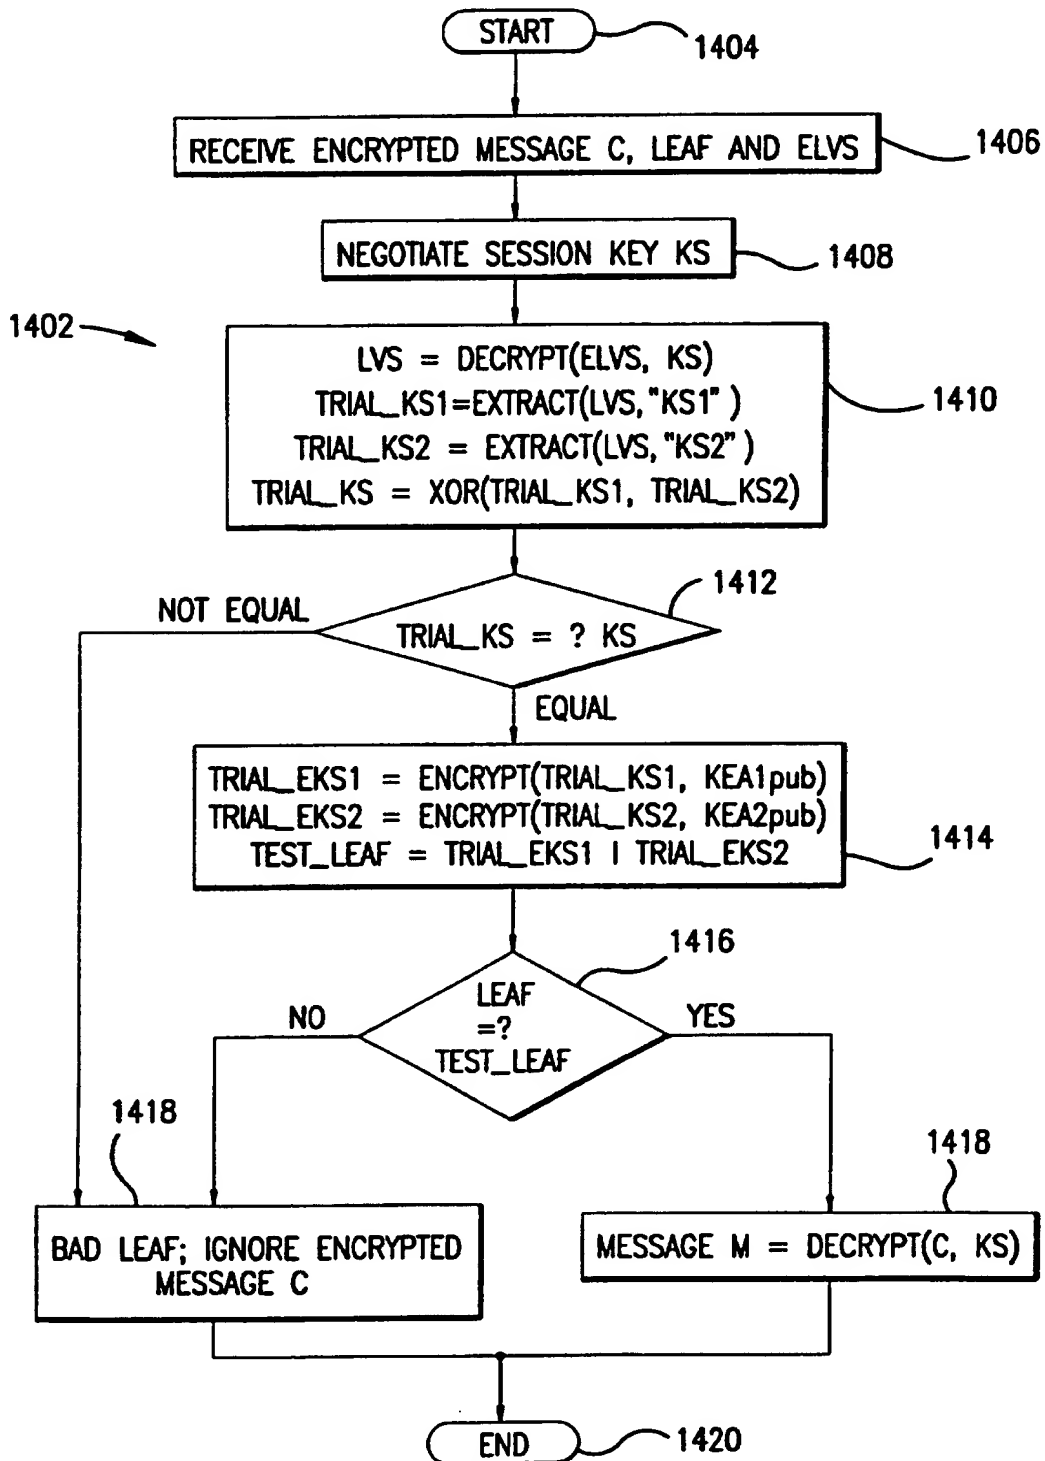 START
1404
RECEIVE ENCRYPTED MESSAGE C, LEAF AND ELVS
1406
NEGOTIATE SESSION KEY KS
1408
1402
LVS = DECRYPT(ELVS, KS)
TRIAL_KS1=EXTRACT(LVS,"KS1")
TRIAL_KS2 = EXTRACT(LVS,"KS2")
TRIAL_KS = XOR(TRIAL_KS1, TRIAL_KS2)
1410
1412
NOT EQUAL
TRIAL_KS = ? KS
EQUAL
TRIAL_EKS1 = ENCRYPT(TRIAL_KS1, KEA1pub)
TRIAL_EKS2 = ENCRYPT(TRIAL_KS2, KEA2pub)
TEST_LEAF = TRIAL_EKS1 | TRIAL_EKS2
1414
1416
LEAF
=?
TEST_LEAF
NO
YES
1418
1418
BAD LEAF; IGNORE ENCRYPTED
MESSAGE C
MESSAGE M = DECRYPT(C, KS)
END
1420